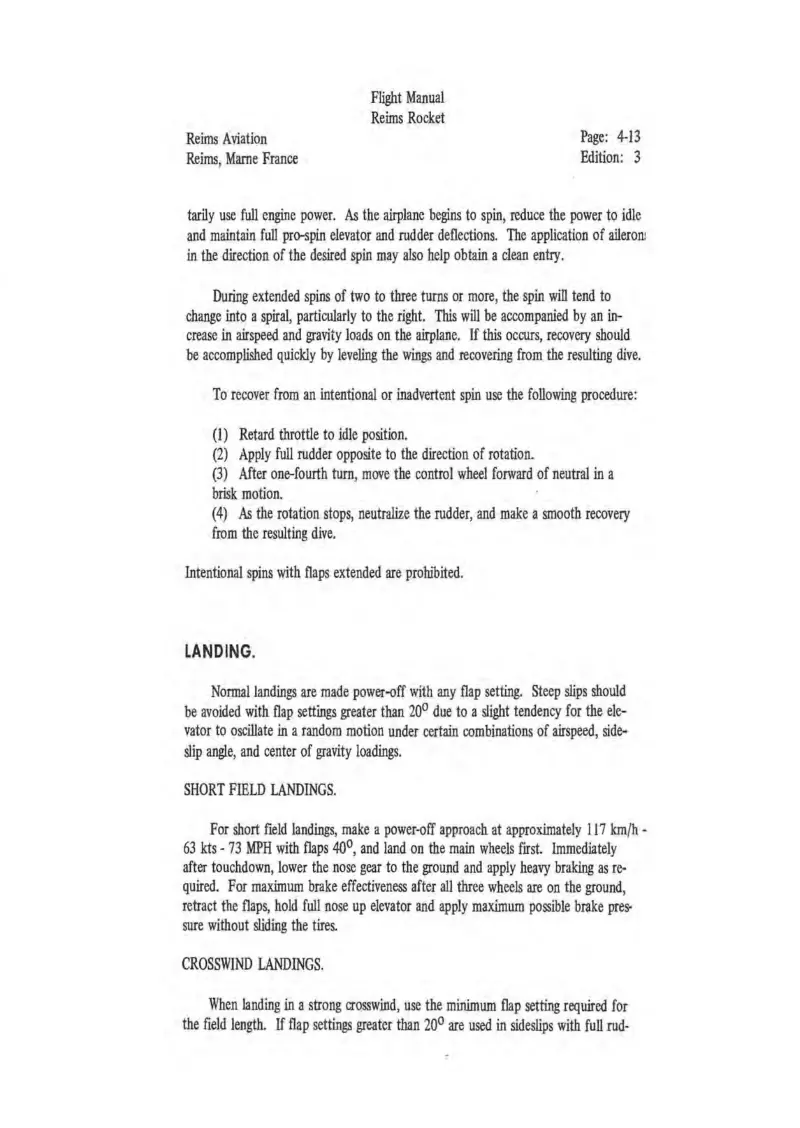 Flight Manual
Reims Rocket
Reims Aviation
Page: 4-13
Reims, Marne France
Edition: 3
tarily use full engine power. As the airplane begins to spin, reduce the power to idle
and maintain full pro-spin elevator and rudder deflections. The application of ailerons
in the direction of the desired spin may also help obtain a clean entry.
During extended spins of two to three turns or more, the spin will tend to
change into a spiral, particularly to the right. This will be accompanied by an in-
crease in airspeed and gravity loads on the airplane. If this occurs, recovery should
be accomplished quickly by leveling the wings and recovering from the resulting dive.
To recover from an intentional or inadvertent spin use the following procedure:
(1) Retard throttle to idle position.
(2) Apply full rudder opposite to the direction of rotation.
(3) After one-fourth turn, move the control wheel forward of neutral in a
brisk motion.
(4) As the rotation stops, neutralize the rudder, and make a smooth recovery
from the resulting dive.
Intentional spins with flaps extended are prohibited.
LANDING.
Normal landings are made power-off with any flap setting. Steep slips should
be avoided with flap settings greater than 20⁰ due to a slight tendency for the ele-
vator to oscillate in a random motion under certain combinations of airspeed, side-
slip angle, and center of gravity loadings.
SHORT FIELD LANDINGS.
For short field landings, make a power-off approach at approximately 117 km/h -
63 kts - 73 MPH with flaps 40⁰, and land on the main wheels first. Immediately
after touchdown, lower the nose gear to the ground and apply heavy braking as re-
quired. For maximum brake effectiveness after all three wheels are on the ground,
retract the flaps, hold full nose up elevator and apply maximum possible brake pres-
sure without sliding the tires.
CROSSWIND LANDINGS.
When landing in a strong crosswind, use the minimum flap setting required for
the field length. If flap settings greater than 20⁰ are used in sideslips with full rud-